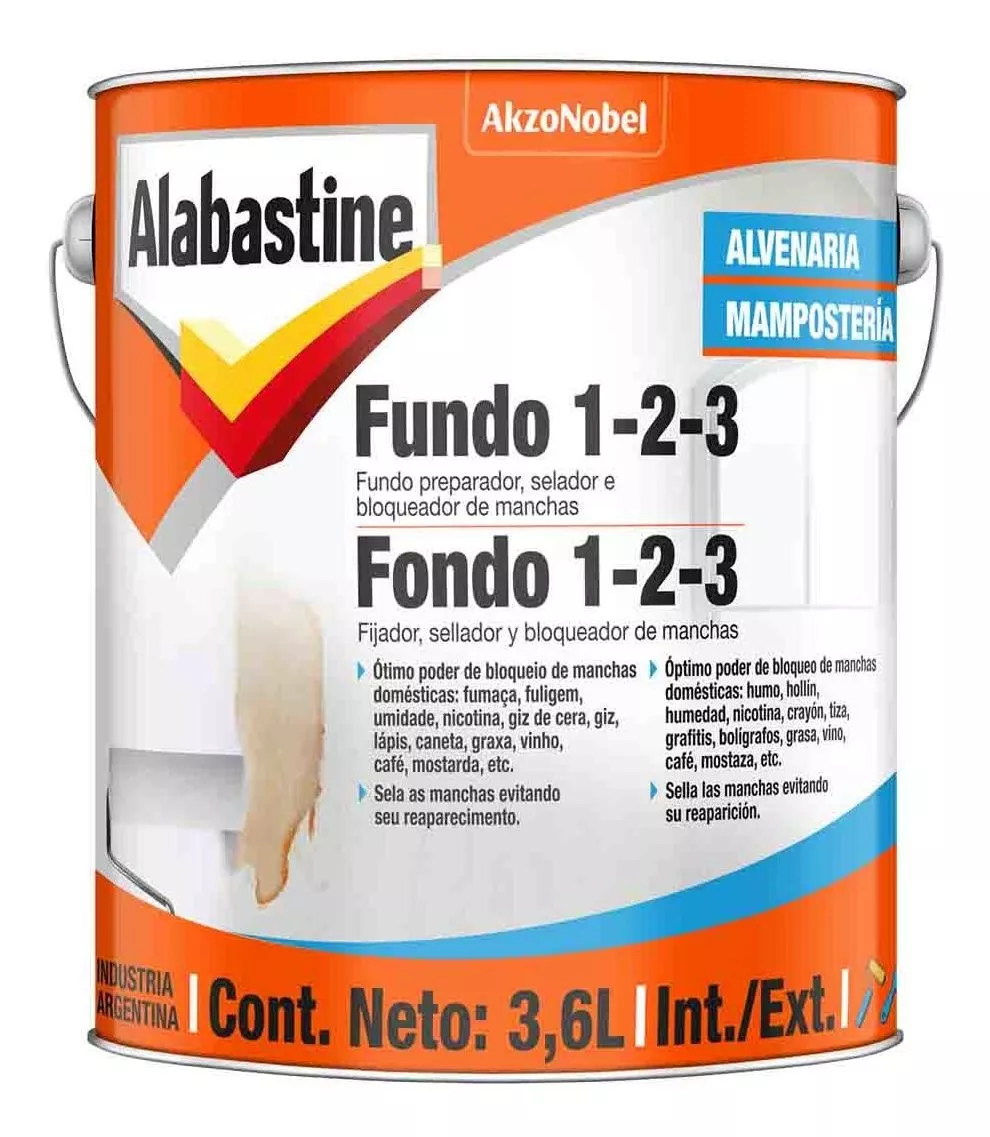 AkzoNobel
Alabastine
ALVENARIA
MAMPOSTERÍA
Fundo 1-2-3
Fundo preparador, selador e
bloqueador de manchas
Fondo 1-2-3
Fijador, sellador y bloqueador de manchas
Ótimo poder de bloqueio de manchas
domésticas: fumaça, fuligem,
umidade, nicotina, giz de cera, giz,
lápis, caneta, graxa, vinho,
café, mostarda, etc.
Sela as manchas evitando
seu reaparecimento.
Óptimo poder de bloqueo de manchas
domésticas: humo, hollín,
humedad, nicotina, crayón, tiza,
grafitis, bolígrafos, grasa, vino,
café, mostaza, etc.
Sella las manchas evitando
su reaparición.
INDUSTRIA
ARGENTINA
Cont. Neto: 3,6L
Int./Ext.